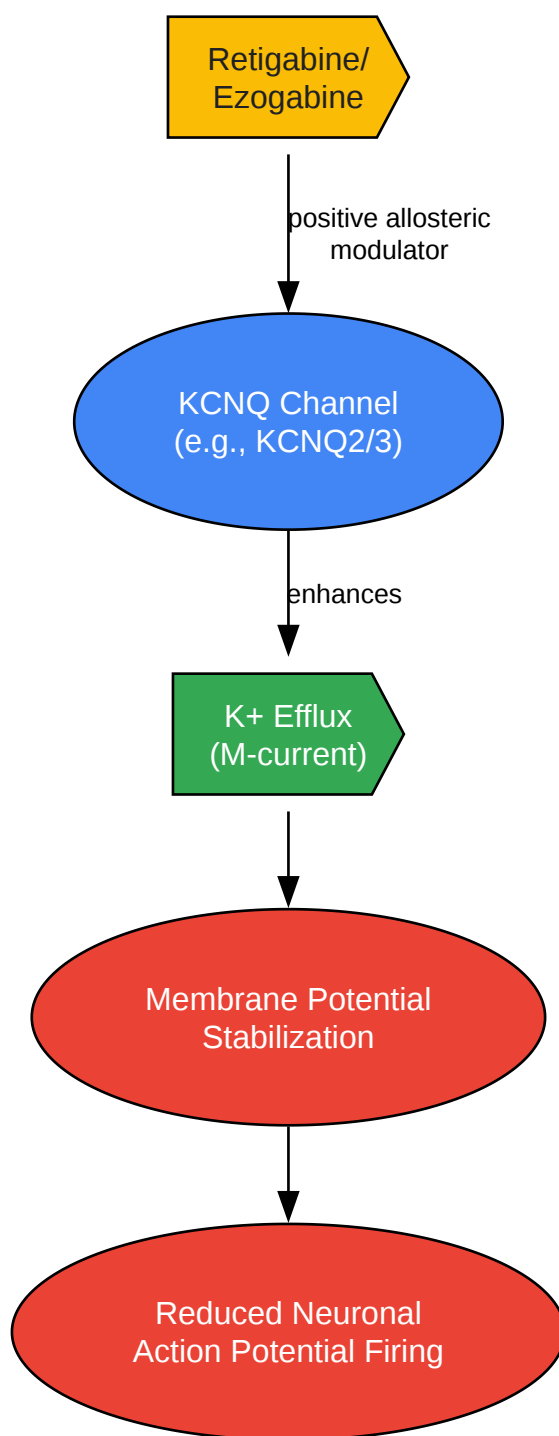 Retigabine/
Ezogabine
positive allosteric
modulator
KCNQ Channel
(e.g., KCNQ2/3)
enhances
K+ Efflux
(M-current)
Membrane Potential
Stabilization
Reduced Neuronal
Action Potential Firing